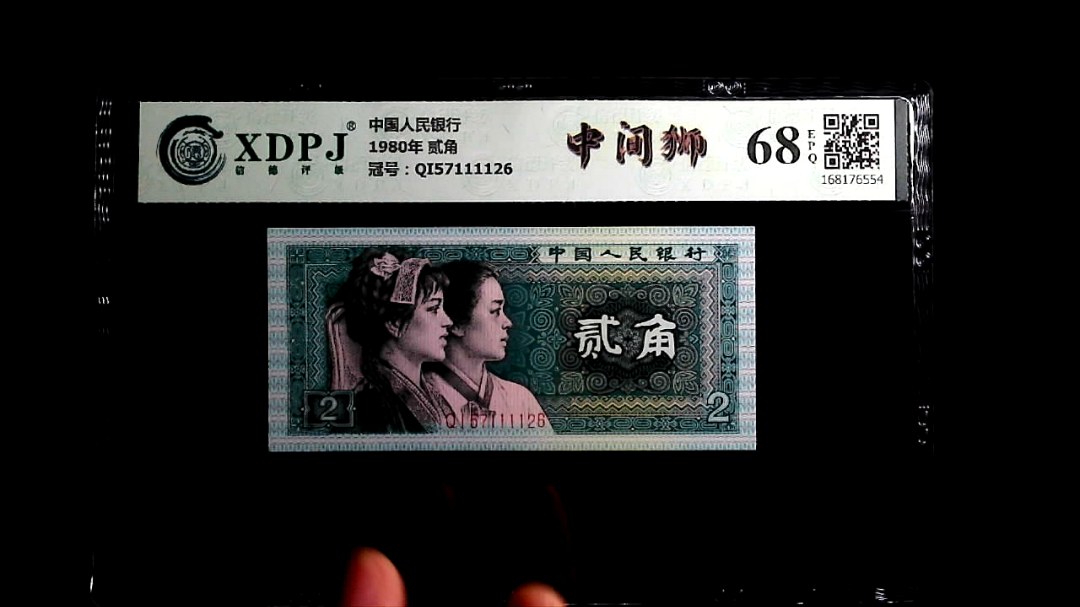 XDPJ®
信德评级
中国人民银行
1980年 贰角
冠号：QI57111126
中间狮
68
EPQ
168176554
中国人民银行
贰角
2
2
QI57111126